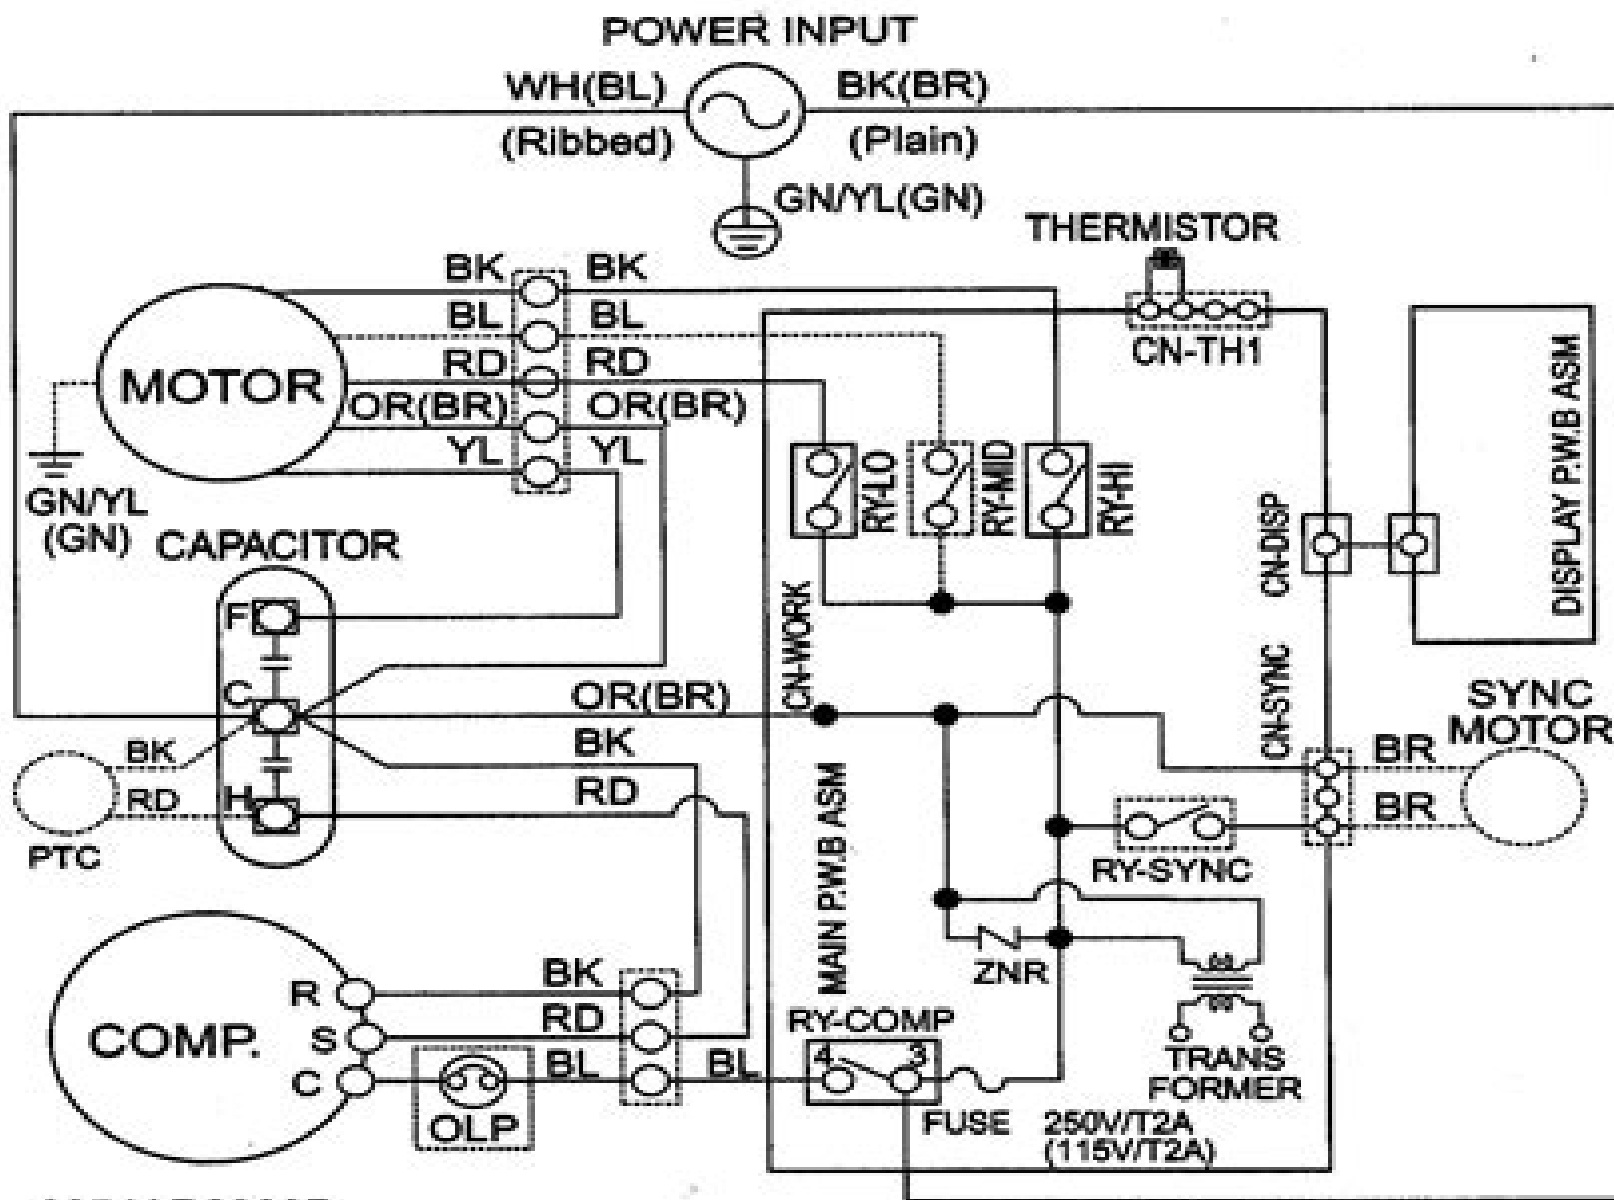 POWER INPUT
WH(BL)
BK(BR)
(Ribbed)
(Plain)
GN/YL(GN)
THERMISTOR
BK
BK
BL
BL
CN-TH1
RD
RD
MOTOR
OR(BR)
OR(BR)
YL
YL
GN/YL
(GN)
RY-LO
RY-MID
RY-HI
CN-DISP
DISPLAY P.W.B ASM
CAPACITOR
F
C
H
CN-WORK
OR(BR)
CN-SYNC
SYNC
MOTOR
BK
BK
BR
RD
RD
BR
PTC
MAIN P.W.B ASM
RY-SYNC
ZNR
R
BK
COMP.
S
RD
RY-COMP
4
3
C
BL
BL
OLP
TRANS
FORMER
FUSE
250V/T2A
(115V/T2A)